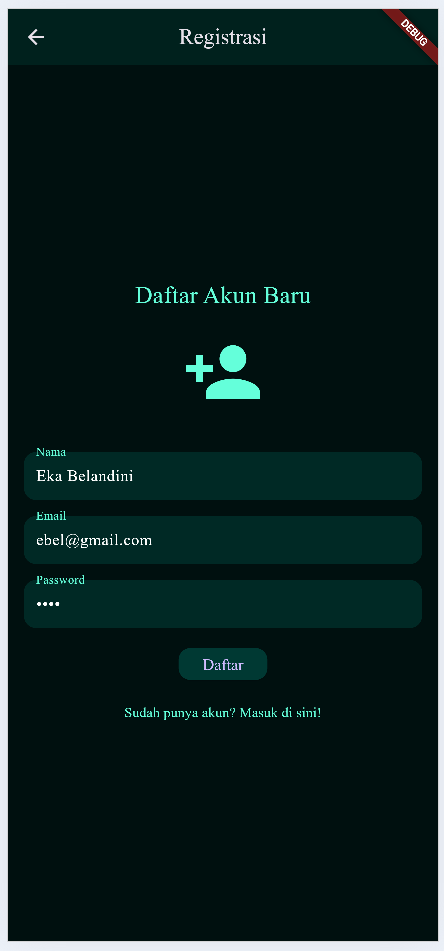 Registrasi
DEBUG
Daftar Akun Baru
Nama
Eka Belandini
Email
ebel@gmail.com
Password
••••
Daftar
Sudah punya akun? Masuk di sini!